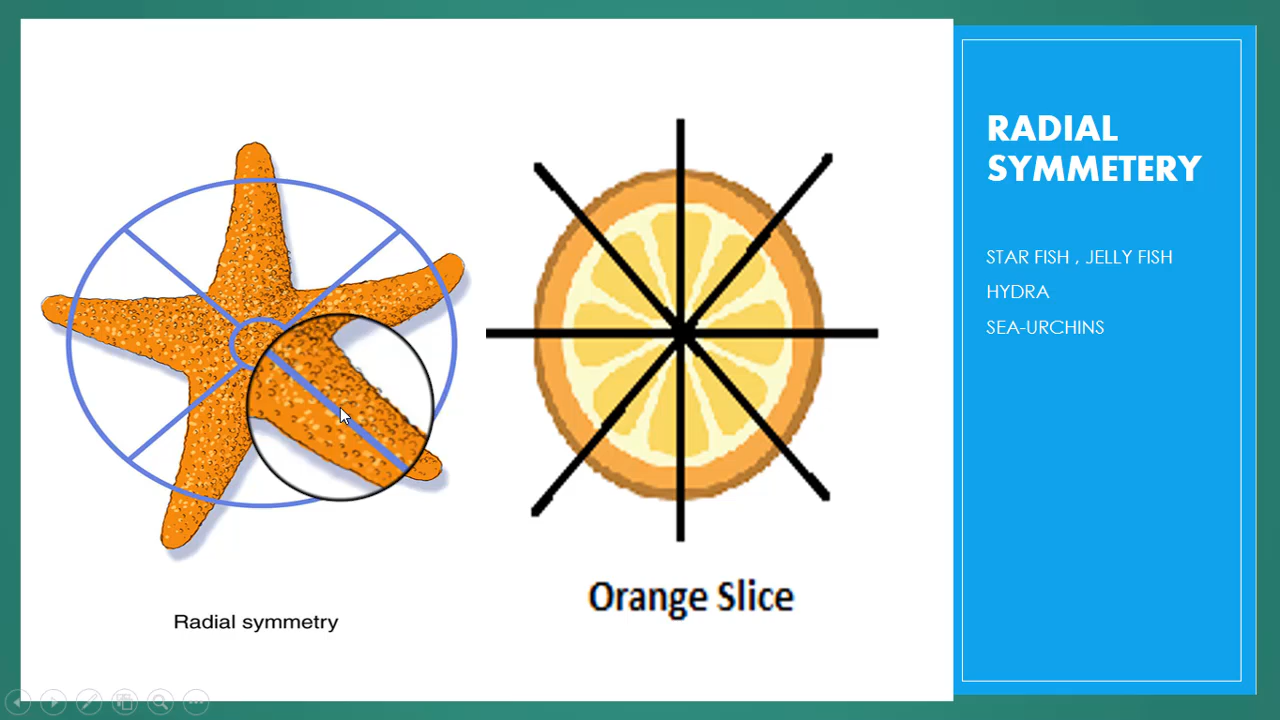 RADIAL
SYMMETERY
STAR FISH , JELLY FISH
HYDRA
SEA-URCHINS
Radial symmetry
Orange Slice